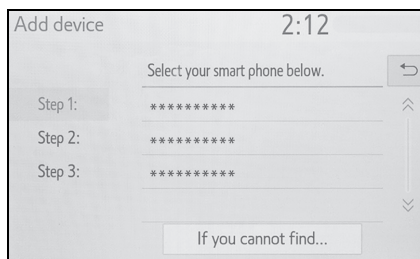 Add device
2:12
Select your smart phone below.
Step 1:
**********
Step 2:
**********
Step 3:
**********
If you cannot find...